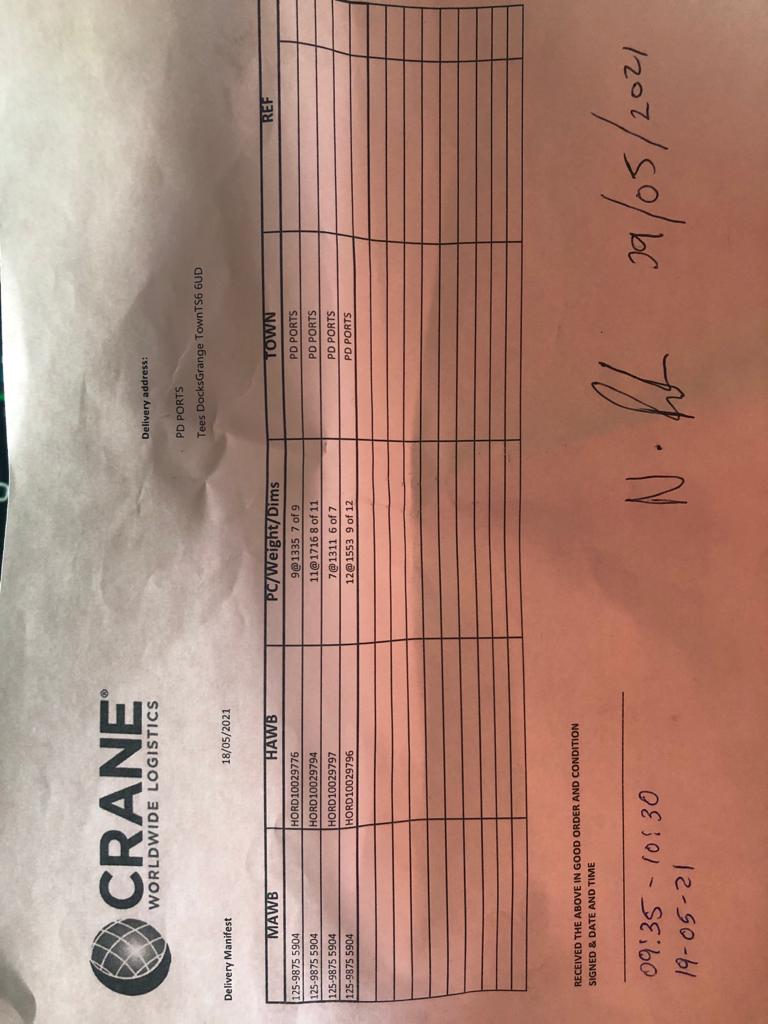 CRANE®
WORLDWIDE LOGISTICS
Delivery address:
PD PORTS
Tees DocksGrange TownTS6 6UD
Delivery Manifest 18/05/2021
MAWB HAWB PC/Weight/Dims TOWN REF
125-9875 5904 HORD10029776 9@1335 7 of 9 PD PORTS
125-9875 5904 HORD10029794 11@1716 8 of 11 PD PORTS
125-9875 5904 HORD10029797 7@1311 6 of 7 PD PORTS
125-9875 5904 HORD10029796 12@1553 9 of 12 PD PORTS
RECEIVED THE ABOVE IN GOOD ORDER AND CONDITION
SIGNED & DATE AND TIME
09:35 - 10:30 N. /05/2021
19-05-21